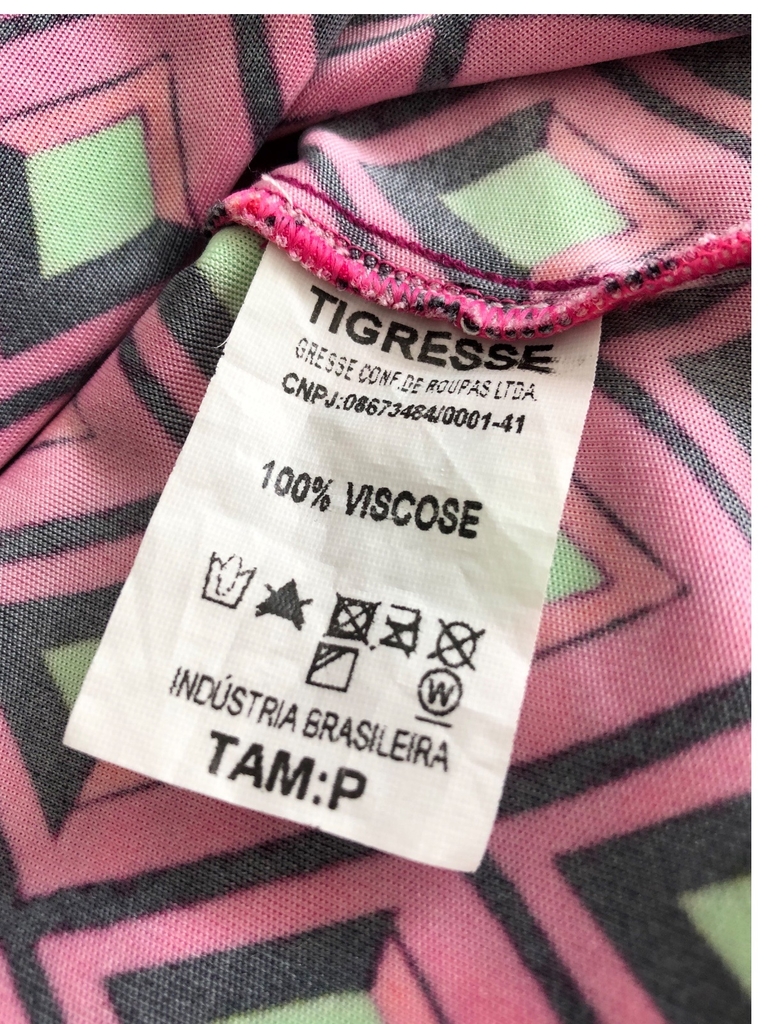 TIGRESSE
GRESSE CONF.DE ROUPAS LTDA.
CNPJ:08673484/0001-41
100% VISCOSE
W
INDÚSTRIA BRASILEIRA
TAM:P